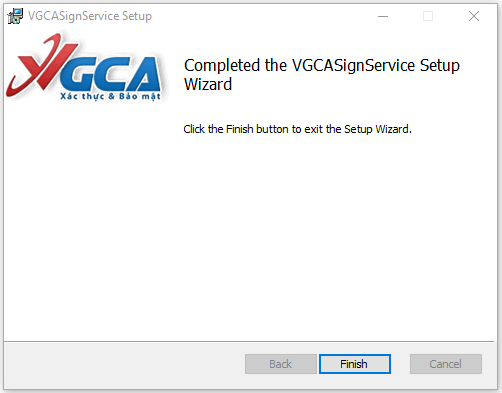 VGCASignService Setup
VGCA
Xác thực & Bảo mật
Completed the VGCASignService Setup
Wizard
Click the Finish button to exit the Setup Wizard.
Back
Finish
Cancel